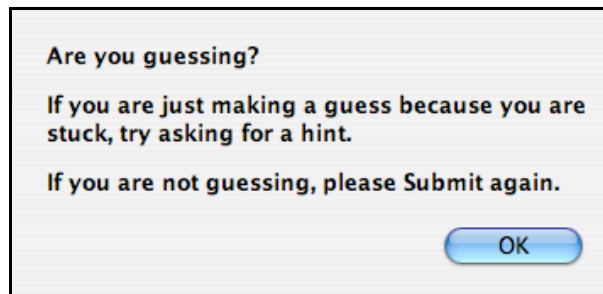 Are you guessing?
If you are just making a guess because you are
stuck, try asking for a hint.
If you are not guessing, please Submit again.
OK